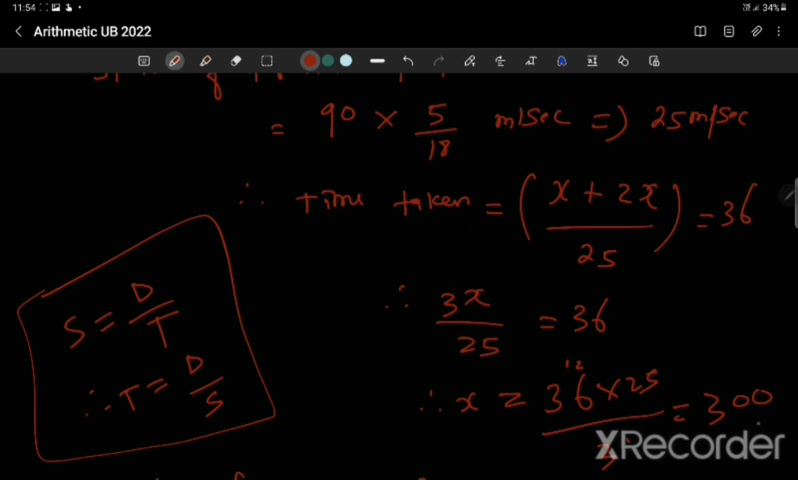 11:54 34%
Arithmetic UB 2022
= 90 × 5/18 m/sec => 25m/sec
∴ time taken = (x + 2x / 25) = 36
S = D/T
∴ 3x/25 = 36
∴ T = D/S
12
∴ x = 36 × 25 / 3 = 300
XRecorder